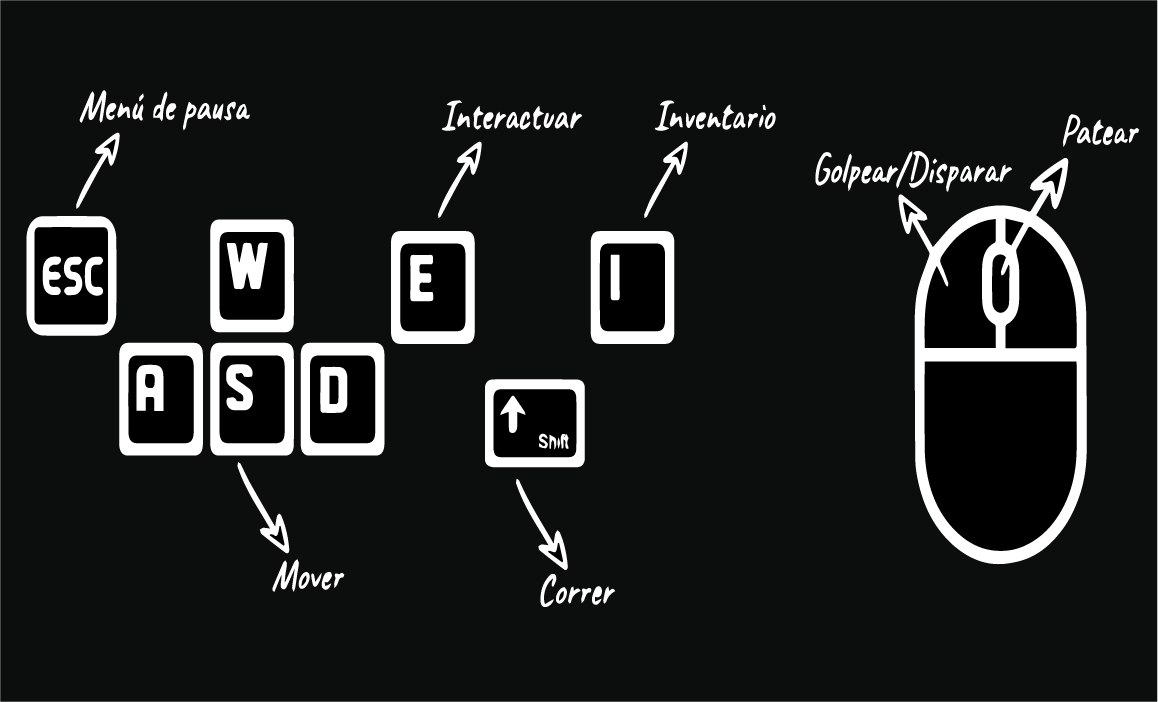 Menú de pausa
Interactuar
Inventario
Patear
Golpear/Disparar
ESC
W
E
I
A
S
D
Shift
Mover
Correr